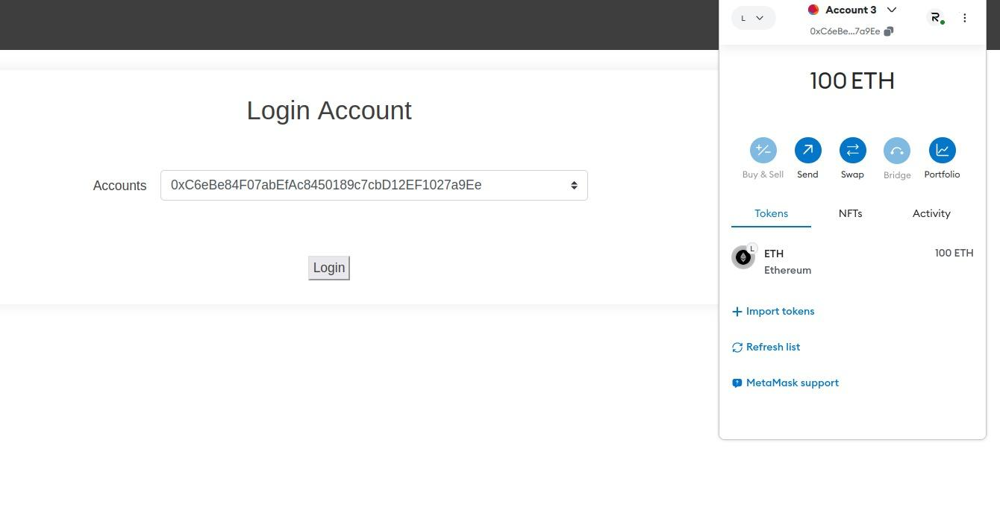 L
Account 3
0xC6eBe...7a9Ee
R
100 ETH
Login Account
Buy & Sell
Send
Swap
Bridge
Portfolio
Accounts
0xC6eBe84F07abEfAc8450189c7cbD12EF1027a9Ee
Tokens
NFTs
Activity
L
ETH
100 ETH
Ethereum
Login
Import tokens
Refresh list
MetaMask support